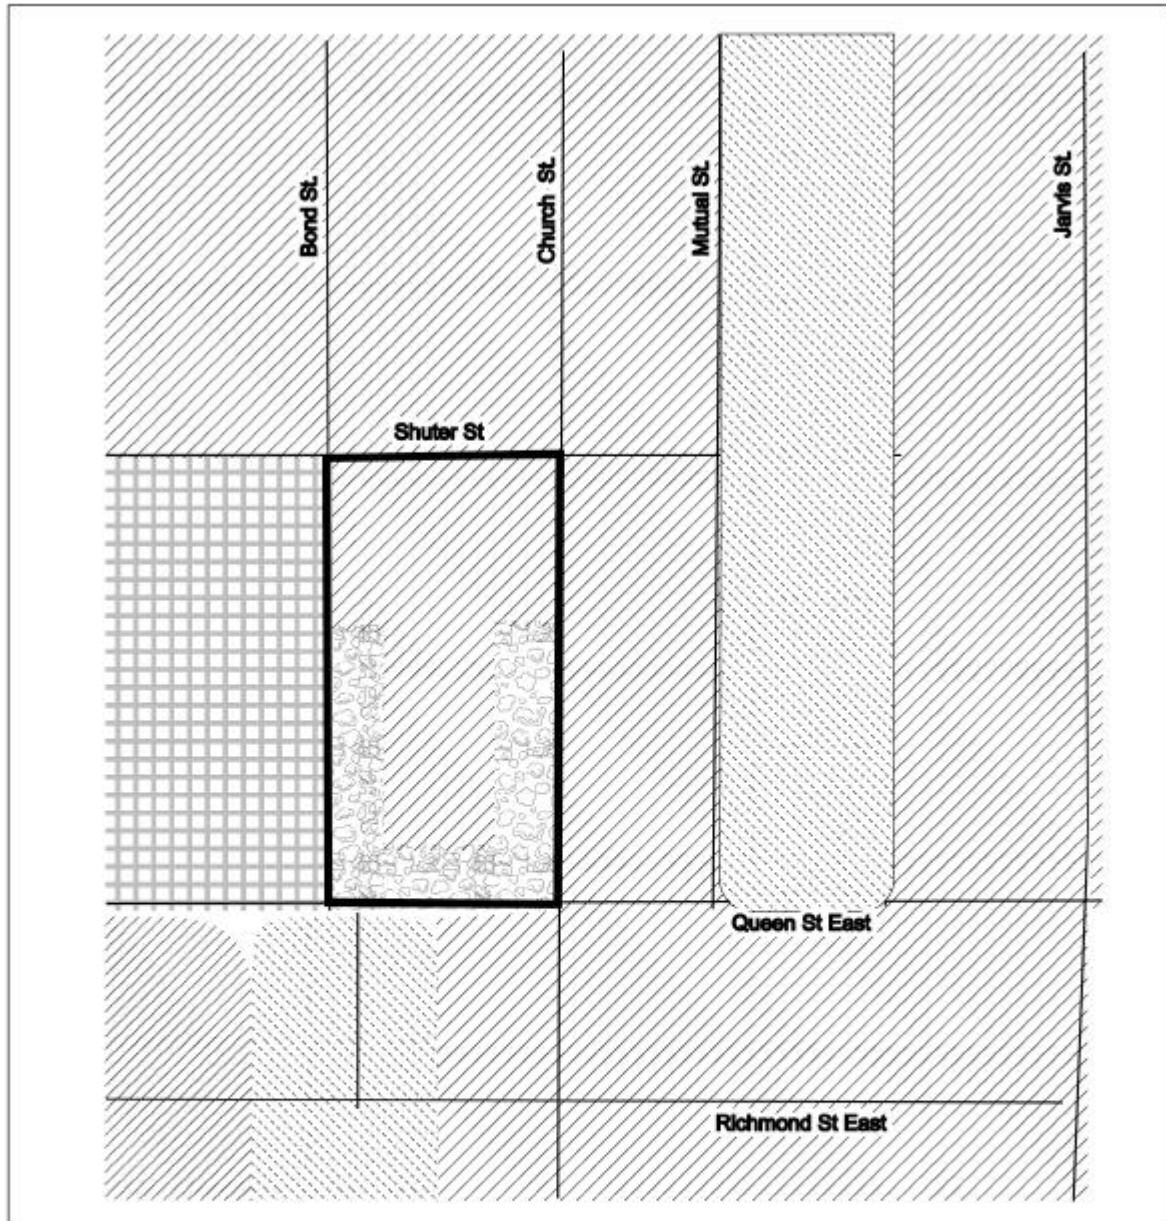 Bond St.
Church St.
Mutual St.
Jarvis St.
Shuter St
Queen St East
Richmond St East